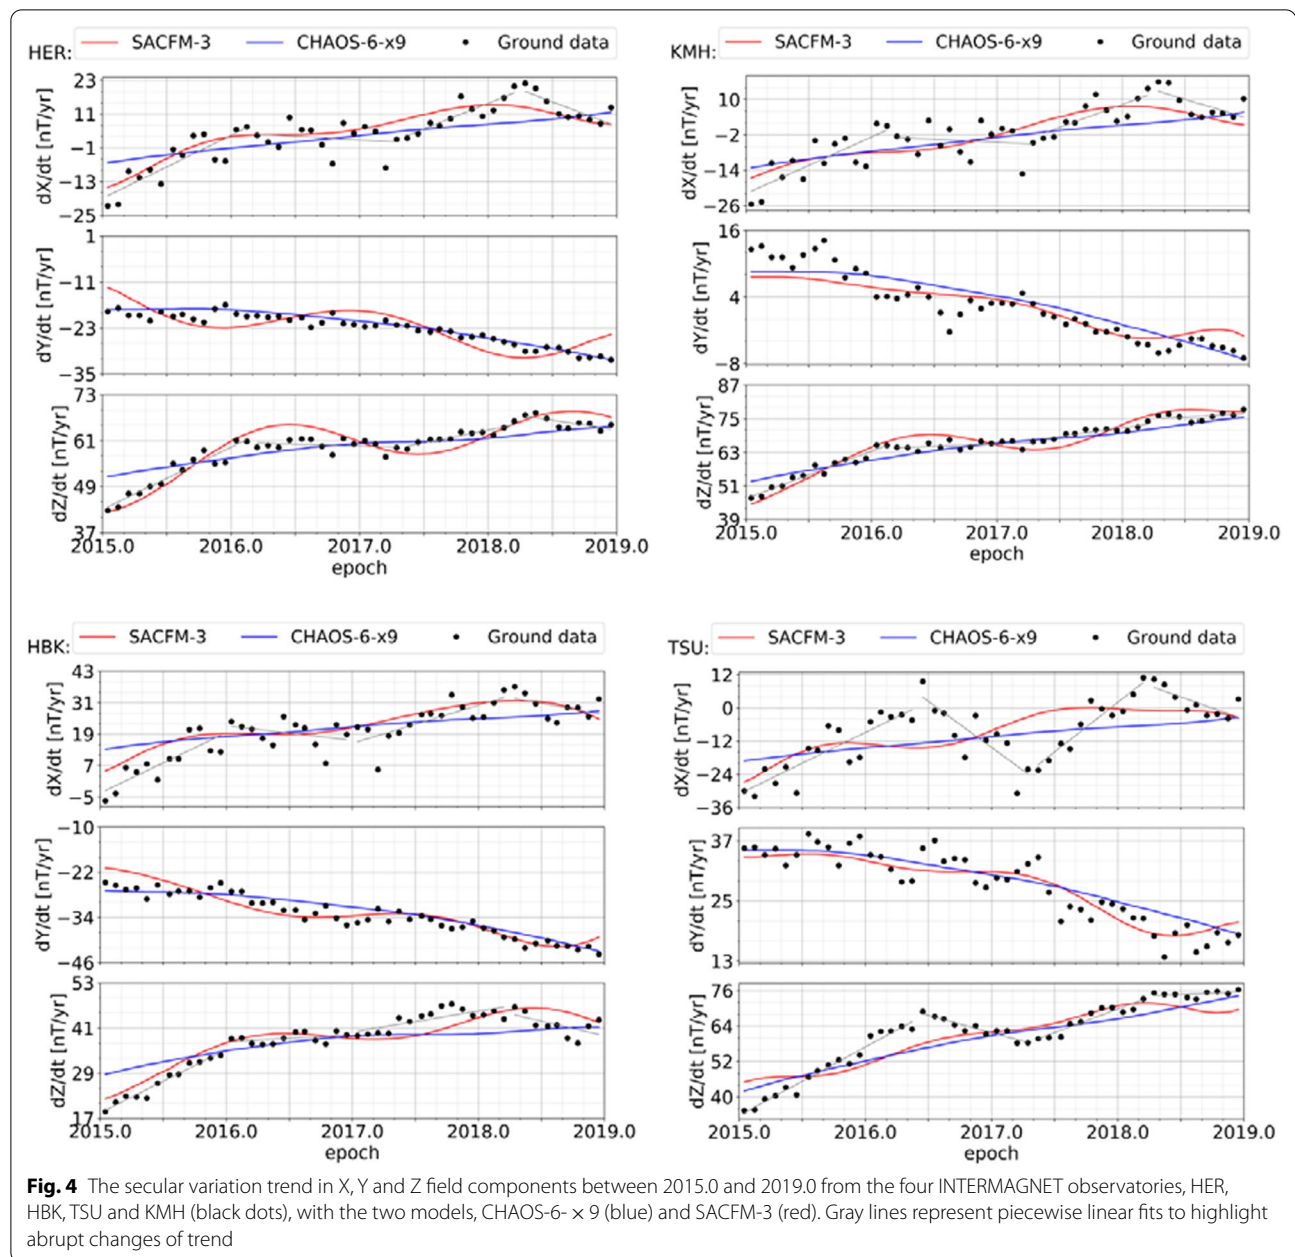 HER: SACFM-3 CHAOS-6-x9 Ground data
23
11
−1
−13
−25
dX/dt [nT/yr]
1
−11
−23
−35
dY/dt [nT/yr]
73
61
49
37
dZ/dt [nT/yr]
2015.0 2016.0 2017.0 2018.0 2019.0
epoch
KMH: SACFM-3 CHAOS-6-x9 Ground data
10
−2
−14
−26
dX/dt [nT/yr]
16
4
−8
dY/dt [nT/yr]
87
75
63
51
39
dZ/dt [nT/yr]
2015.0 2016.0 2017.0 2018.0 2019.0
epoch
HBK: SACFM-3 CHAOS-6-x9 Ground data
43
31
19
7
−5
dX/dt [nT/yr]
−10
−22
−34
−46
dY/dt [nT/yr]
53
41
29
17
dZ/dt [nT/yr]
2015.0 2016.0 2017.0 2018.0 2019.0
epoch
TSU: SACFM-3 CHAOS-6-x9 Ground data
12
0
−12
−24
−36
dX/dt [nT/yr]
37
25
13
dY/dt [nT/yr]
76
64
52
40
dZ/dt [nT/yr]
2015.0 2016.0 2017.0 2018.0 2019.0
epoch
Fig. 4 The secular variation trend in X, Y and Z field components between 2015.0 and 2019.0 from the four INTERMAGNET observatories, HER,
HBK, TSU and KMH (black dots), with the two models, CHAOS-6- × 9 (blue) and SACFM-3 (red). Gray lines represent piecewise linear fits to highlight
abrupt changes of trend